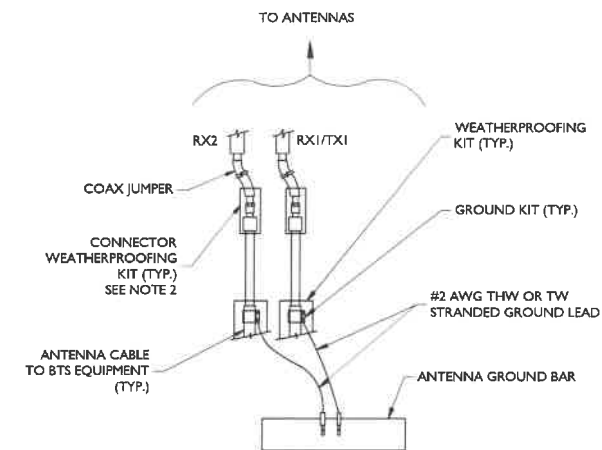 TO ANTENNAS
RX2
RX1/TX1
WEATHERPROOFING
KIT (TYP.)
COAX JUMPER
GROUND KIT (TYP.)
CONNECTOR
WEATHERPROOFING
KIT (TYP.)
SEE NOTE 2
#2 AWG THW OR TW
STRANDED GROUND LEAD
ANTENNA CABLE
TO BTS EQUIPMENT
(TYP.)
ANTENNA GROUND BAR